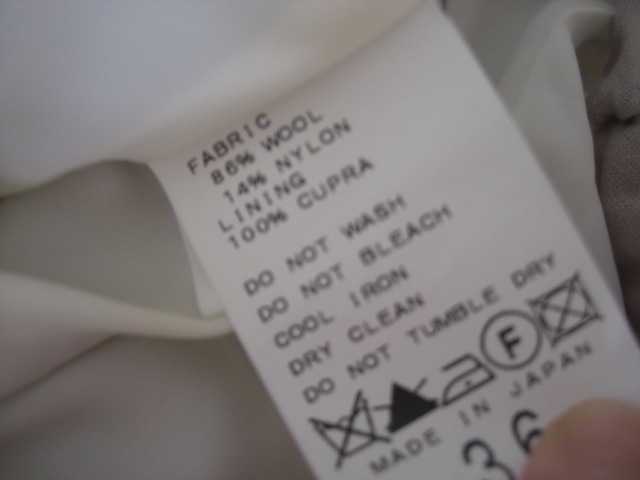 FABRIC
86% WOOL
14% NYLON
LINING
100% CUPRA
DO NOT WASH
DO NOT BLEACH
COOL IRON
DRY CLEAN
DO NOT TUMBLE DRY
F
MADE IN JAPAN
36